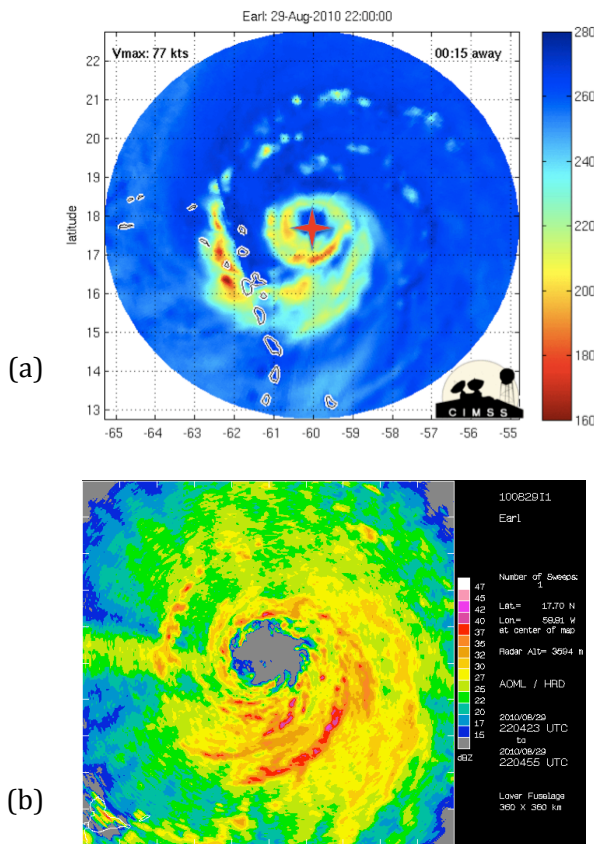 Earl: 29-Aug-2010 22:00:00
Vmax: 77 kts
00:15 away
22
21
20
19
18
17
16
15
14
13
latitude
-65 -64 -63 -62 -61 -60 -59 -58 -57 -56 -55
280
260
240
220
200
180
160
CIMSS
(a)
100829I1
Earl
Number of Sweeps:
1
Lat.= 17.70 N
Lon.= 59.91 W
at center of map
Radar Alt= 3694 m
AOML / HRD
2010/08/29
220423 UTC
to
2010/08/29
220455 UTC
Lower Fuselage
360 X 360 km
47
45
42
40
37
35
32
30
27
25
22
20
17
15
dBZ
(b)